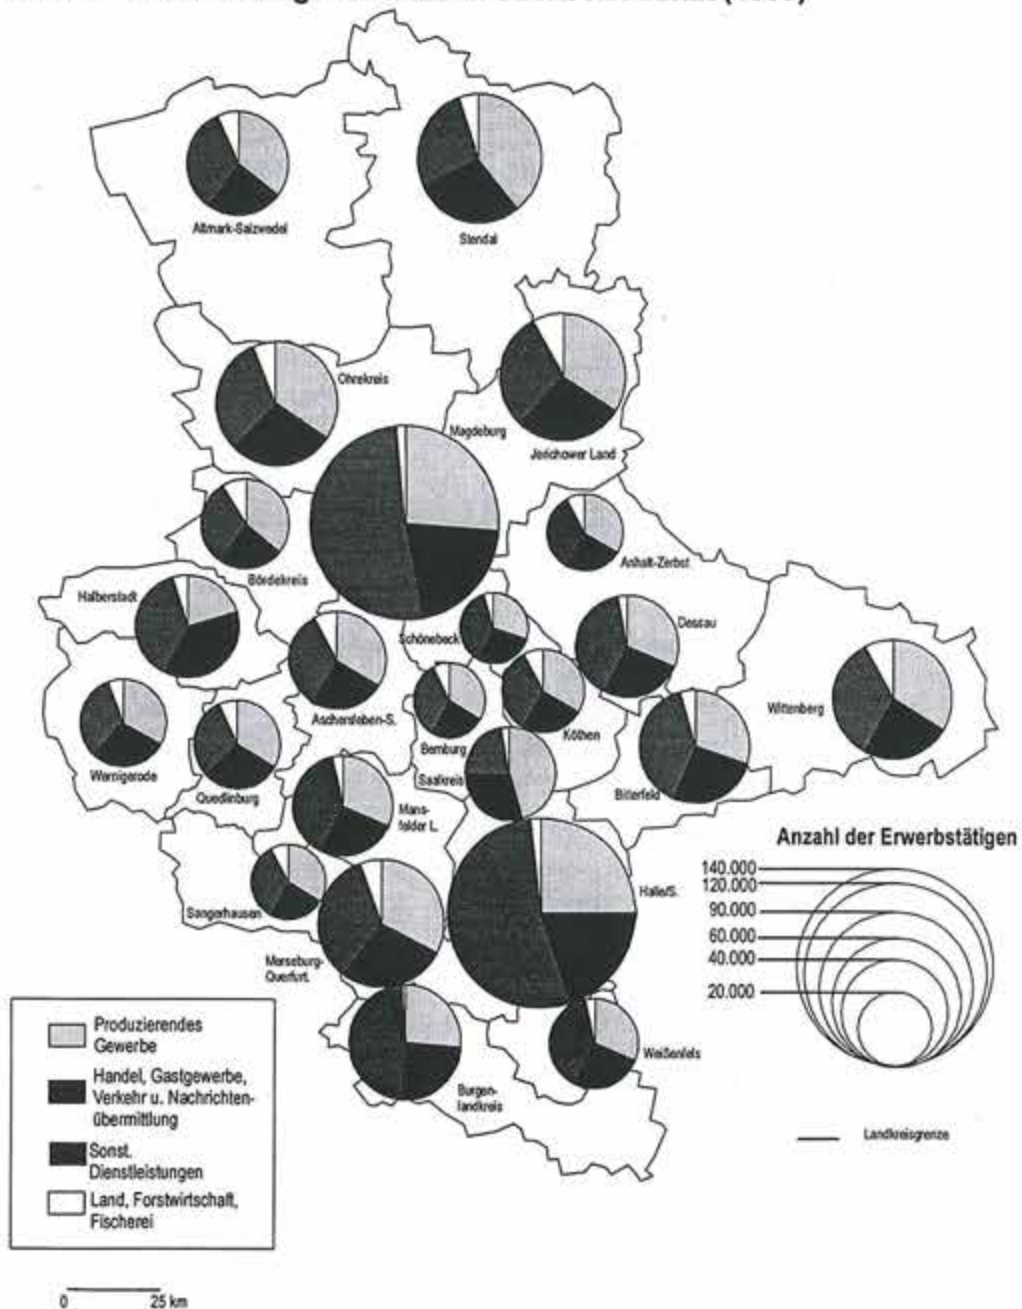 Altmark-Salzwedel
Stendal
Ohrekreis
Magdeburg
Jerichower Land
Anhalt-Zerbst
Bördekreis
Halberstadt
Schönebeck
Dessau
Aschersleben-S.
Wittenberg
Bernburg
Köthen
Wernigerode
Saalkreis
Quedlinburg
Bitterfeld
Mans-
felder L.
Sangerhausen
Halle/S.
Merseburg-
Querfurt.
Weißenfels
Burgen-
landkreis
Anzahl der Erwerbstätigen
140.000
120.000
90.000
60.000
40.000
20.000
Landkreisgrenze
Produzierendes
Gewerbe
Handel, Gastgewerbe,
Verkehr u. Nachrichten-
übermittlung
Sonst.
Dienstleistungen
Land, Forstwirtschaft,
Fischerei
0 25 km